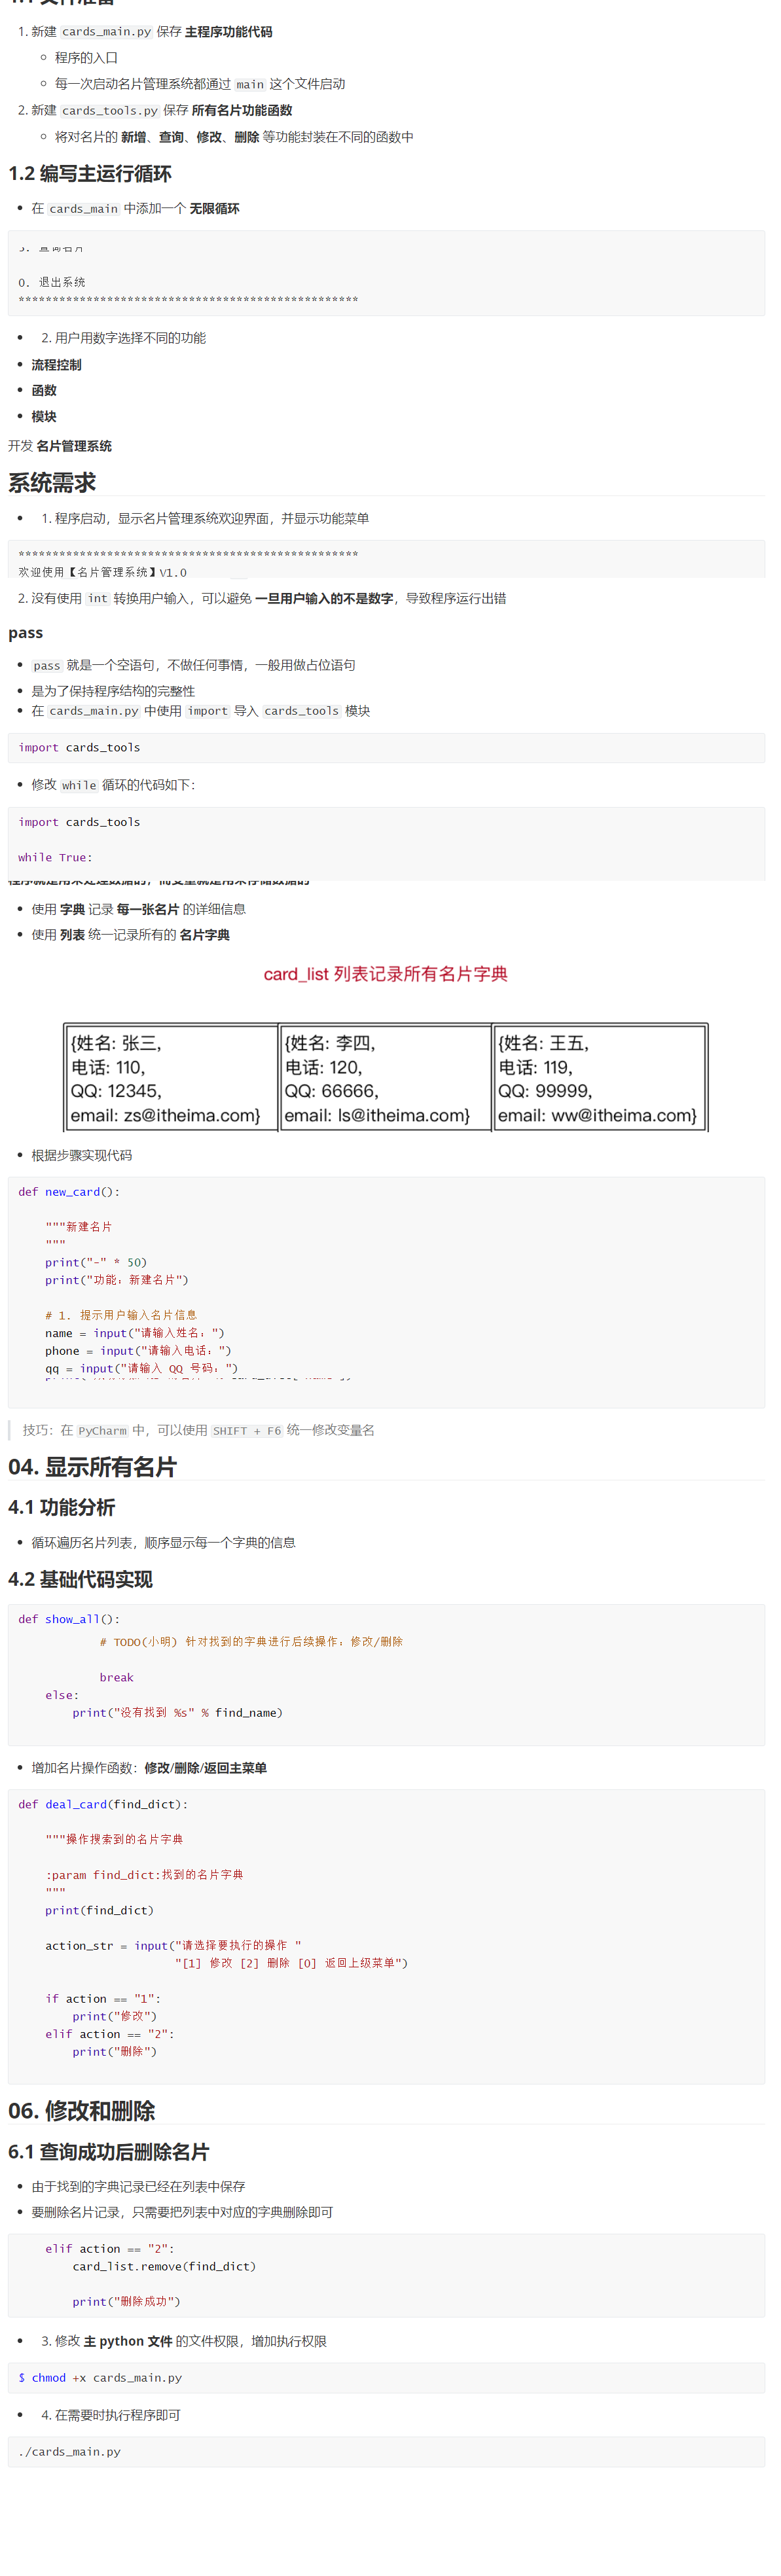 1. 新建 cards_main.py 保存 主程序功能代码
程序的入口
每一次启动名片管理系统都通过 main 这个文件启动
2. 新建 cards_tools.py 保存 所有名片功能函数
将对名片的 新增、查询、修改、删除 等功能封装在不同的函数中
1.2 编写主运行循环
在 cards_main 中添加一个 无限循环
0. 退出系统
**************************************************
2. 用户用数字选择不同的功能
流程控制
函数
模块
开发 名片管理系统
系统需求
1. 程序启动，显示名片管理系统欢迎界面，并显示功能菜单
**************************************************
欢迎使用【名片管理系统】V1.0
2. 没有使用 int 转换用户输入，可以避免 一旦用户输入的不是数字，导致程序运行出错
pass
pass 就是一个空语句，不做任何事情，一般用做占位语句
是为了保持程序结构的完整性
在 cards_main.py 中使用 import 导入 cards_tools 模块
import cards_tools
修改 while 循环的代码如下：
import cards_tools
while True:
使用 字典 记录 每一张名片 的详细信息
使用 列表 统一记录所有的 名片字典
card_list 列表记录所有名片字典
{姓名: 张三, {姓名: 李四, {姓名: 王五,
电话: 110, 电话: 120, 电话: 119,
QQ: 12345, QQ: 66666, QQ: 99999,
email: zs@itheima.com} email: ls@itheima.com} email: ww@itheima.com}
根据步骤实现代码
def new_card():
"""新建名片
"""
print("-" * 50)
print("功能：新建名片")
# 1. 提示用户输入名片信息
name = input("请输入姓名：")
phone = input("请输入电话：")
qq = input("请输入 QQ 号码：")
技巧：在 PyCharm 中，可以使用 SHIFT + F6 统一修改变量名
04. 显示所有名片
4.1 功能分析
循环遍历名片列表，顺序显示每一个字典的信息
4.2 基础代码实现
def show_all():
# TODO(小明) 针对找到的字典进行后续操作：修改/删除
break
else:
print("没有找到 %s" % find_name)
增加名片操作函数：修改/删除/返回主菜单
def deal_card(find_dict):
"""操作搜索到的名片字典
:param find_dict:找到的名片字典
"""
print(find_dict)
action_str = input("请选择要执行的操作 "
"[1] 修改 [2] 删除 [0] 返回上级菜单")
if action == "1":
print("修改")
elif action == "2":
print("删除")
06. 修改和删除
6.1 查询成功后删除名片
由于找到的字典记录已经在列表中保存
要删除名片记录，只需要把列表中对应的字典删除即可
elif action == "2":
card_list.remove(find_dict)
print("删除成功")
3. 修改 主 python 文件 的文件权限，增加执行权限
$ chmod +x cards_main.py
4. 在需要时执行程序即可
./cards_main.py